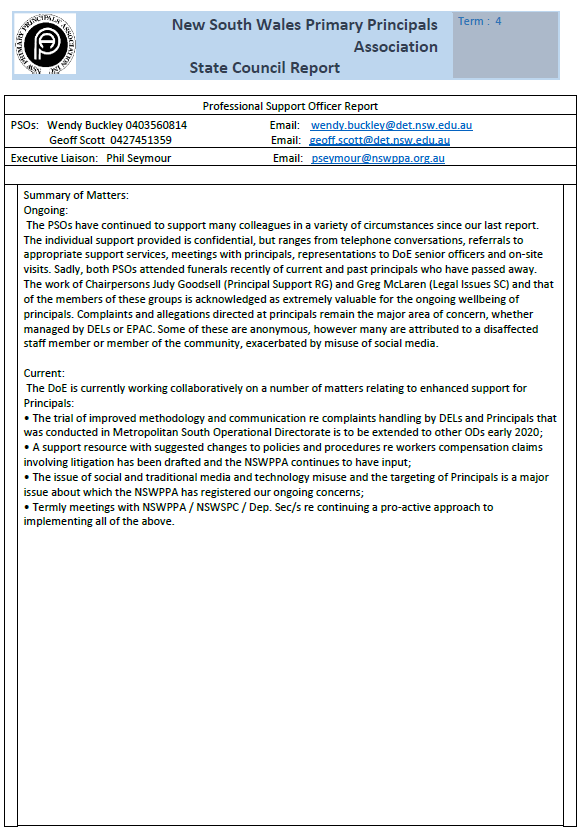 New South Wales Primary Principals
Association
State Council Report
Term : 4
NSW PRIMARY PRINCIPALS' ASSOCIATION INC
Professional Support Officer Report
PSOs: Wendy Buckley 0403560814 Email: wendy.buckley@det.nsw.edu.au
Geoff Scott 0427451359 Email: geoff.scott@det.nsw.edu.au
Executive Liaison: Phil Seymour Email: pseymour@nswppa.org.au
Summary of Matters:
Ongoing:
The PSOs have continued to support many colleagues in a variety of circumstances since our last report.
The individual support provided is confidential, but ranges from telephone conversations, referrals to
appropriate support services, meetings with principals, representations to DoE senior officers and on-site
visits. Sadly, both PSOs attended funerals recently of current and past principals who have passed away.
The work of Chairpersons Judy Goodsell (Principal Support RG) and Greg McLaren (Legal Issues SC) and that
of the members of these groups is acknowledged as extremely valuable for the ongoing wellbeing of
principals. Complaints and allegations directed at principals remain the major area of concern, whether
managed by DELs or EPAC. Some of these are anonymous, however many are attributed to a disaffected
staff member or member of the community, exacerbated by misuse of social media.
Current:
The DoE is currently working collaboratively on a number of matters relating to enhanced support for
Principals:
• The trial of improved methodology and communication re complaints handling by DELs and Principals that
was conducted in Metropolitan South Operational Directorate is to be extended to other ODs early 2020;
• A support resource with suggested changes to policies and procedures re workers compensation claims
involving litigation has been drafted and the NSWPPA continues to have input;
• The issue of social and traditional media and technology misuse and the targeting of Principals is a major
issue about which the NSWPPA has registered our ongoing concerns;
• Termly meetings with NSWPPA / NSWSPC / Dep. Sec/s re continuing a pro-active approach to
implementing all of the above.